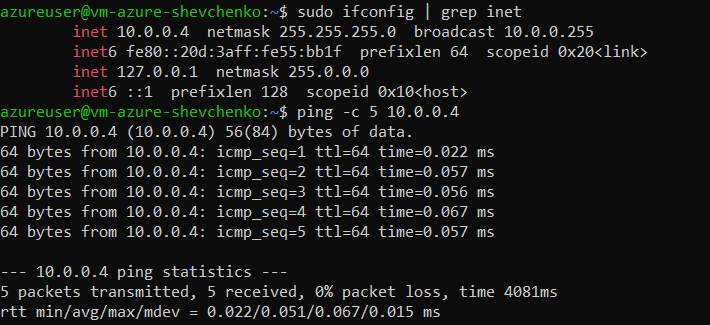 azureuser@vm-azure-shevchenko:~$ sudo ifconfig | grep inet
        inet 10.0.0.4  netmask 255.255.255.0  broadcast 10.0.0.255
        inet6 fe80::20d:3aff:fe55:bb1f  prefixlen 64  scopeid 0x20<link>
        inet 127.0.0.1  netmask 255.0.0.0
        inet6 ::1  prefixlen 128  scopeid 0x10<host>
azureuser@vm-azure-shevchenko:~$ ping -c 5 10.0.0.4
PING 10.0.0.4 (10.0.0.4) 56(84) bytes of data.
64 bytes from 10.0.0.4: icmp_seq=1 ttl=64 time=0.022 ms
64 bytes from 10.0.0.4: icmp_seq=2 ttl=64 time=0.057 ms
64 bytes from 10.0.0.4: icmp_seq=3 ttl=64 time=0.056 ms
64 bytes from 10.0.0.4: icmp_seq=4 ttl=64 time=0.067 ms
64 bytes from 10.0.0.4: icmp_seq=5 ttl=64 time=0.057 ms

--- 10.0.0.4 ping statistics ---
5 packets transmitted, 5 received, 0% packet loss, time 4081ms
rtt min/avg/max/mdev = 0.022/0.051/0.067/0.015 ms